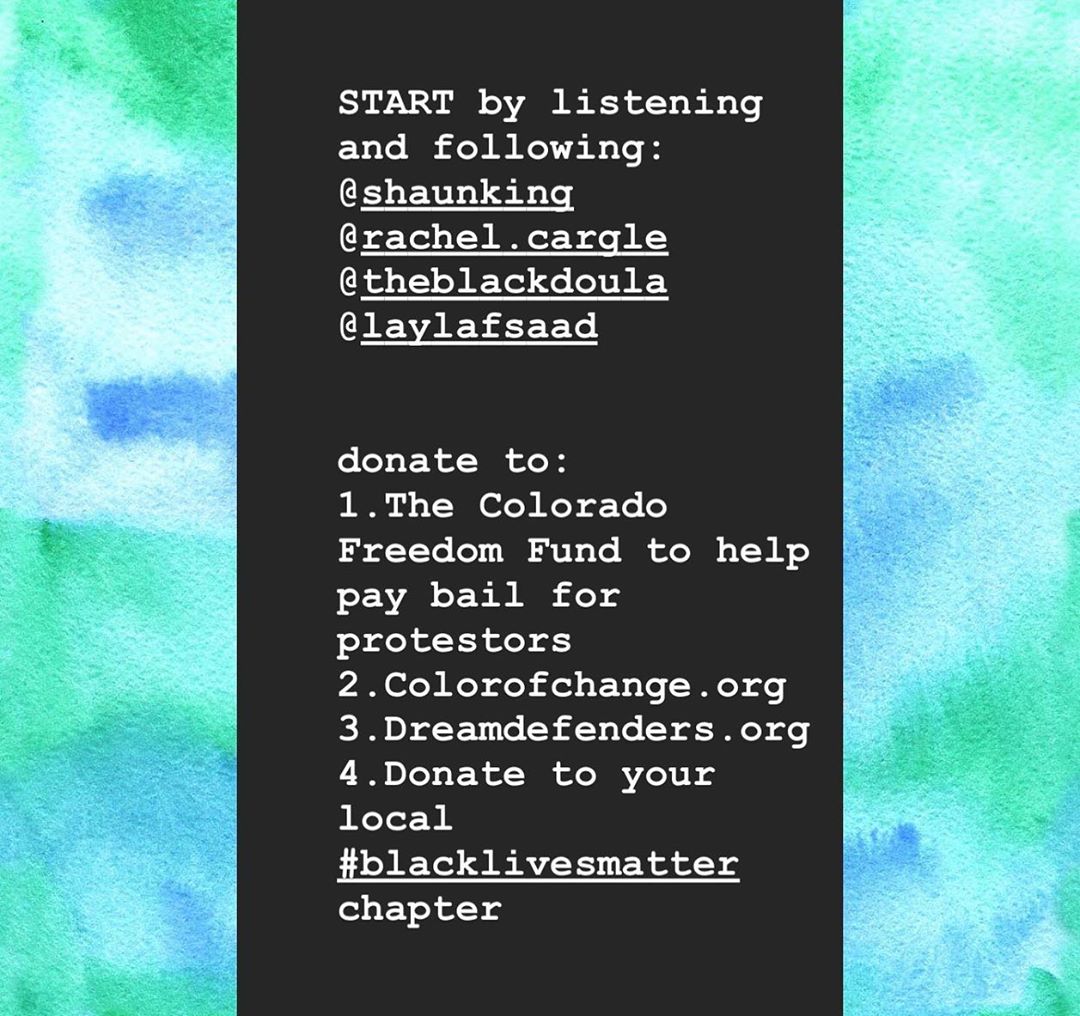 START by listening
and following:
@shaunking
@rachel.cargle
@theblackdoula
@laylafsaad
donate to:
1.The Colorado
Freedom Fund to help
pay bail for
protestors
2.Colorofchange.org
3.Dreamdefenders.org
4.Donate to your
local
#blacklivesmatter
chapter